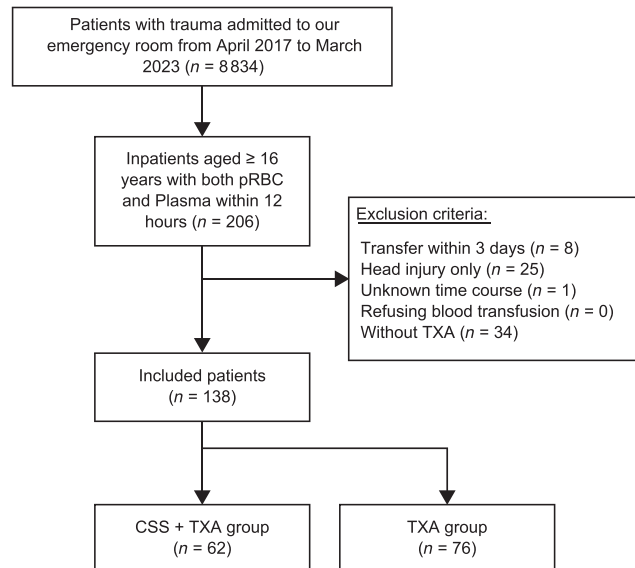 Patients with trauma admitted to our
emergency room from April 2017 to March
2023 (n = 8 834)
Inpatients aged ≥ 16
years with both pRBC
and Plasma within 12
hours (n = 206)
Exclusion criteria:
Transfer within 3 days (n = 8)
Head injury only (n = 25)
Unknown time course (n = 1)
Refusing blood transfusion (n = 0)
Without TXA (n = 34)
Included patients
(n = 138)
CSS + TXA group
(n = 62)
TXA group
(n = 76)